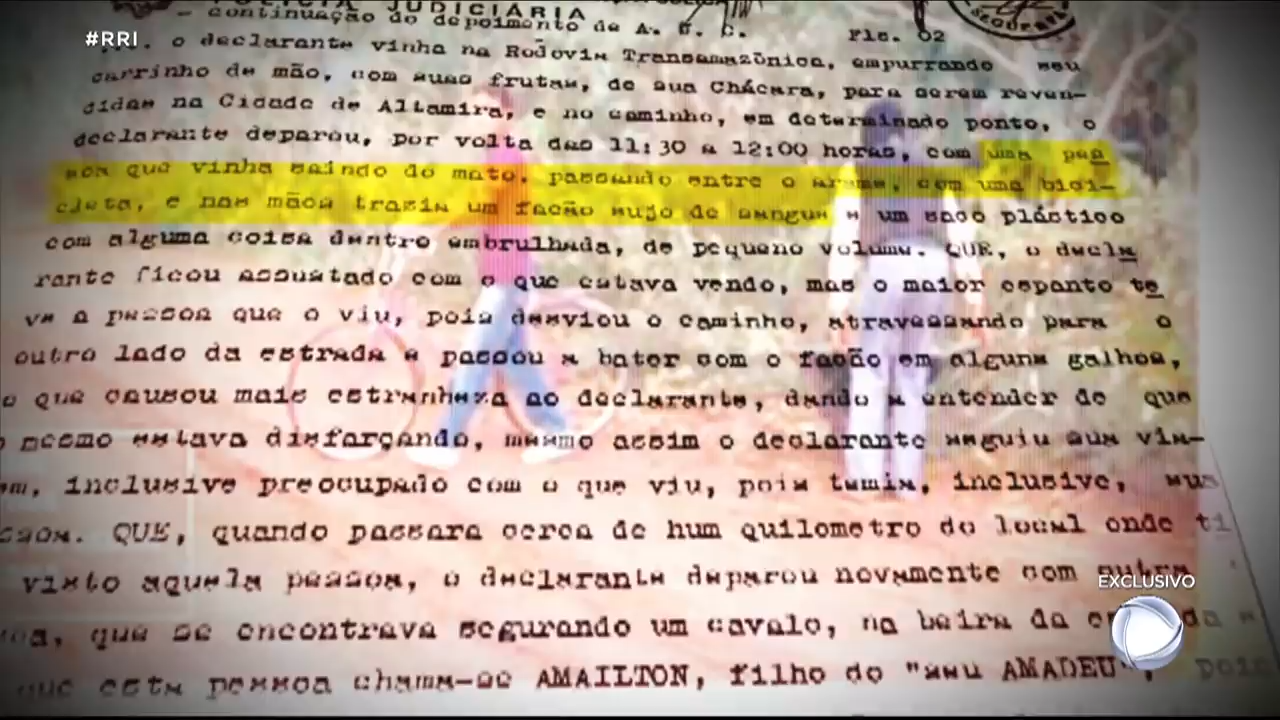 POLÍCIA JUDICIÁRIA
#RRI
- continuação do depoimento de A. G. C.
Fls. 02
... o declarante vinha na Rodovia Transamazônica, empurrando seu
carrinho de mão, com suas frutas, de sua Chácara, para serem reven-
didas na Cidade de Altamira, e no caminho, em determinado ponto, o
declarante deparou, por volta das 11:30 a 12:00 horas, com uma pes
soa que vinha saindo do mato, passando entre o arame, com uma bici-
cleta, e nas mãos trazia um facão sujo de sangue e um saco plástico
com alguma coisa dentro embrulhada, de pequeno volume. QUE, o decla
rante ficou assustado com o que estava vendo, mas o maior espanto te
ve a pessoa que o viu, pois desviou o caminho, atravessando para o
outro lado da estrada e passou a bater com o facão em alguns galhos,
o que causou mais estranheza ao declarante, dando a entender de que
o mesmo estava disfarçando, mesmo assim o declarante seguiu sua via-
em, inclusive preocupado com o que viu, pois temia, inclusive, sua
ssoa. QUE, quando passara cerca de hum quilometro do local onde ti
visto aquela pessoa, o declarante deparou novamente com outra
soa, que se encontrava segurando um cavalo, na beira da
que esta pessoa chama-se AMAILTON, filho do "seu AMADEU", pois
EXCLUSIVO